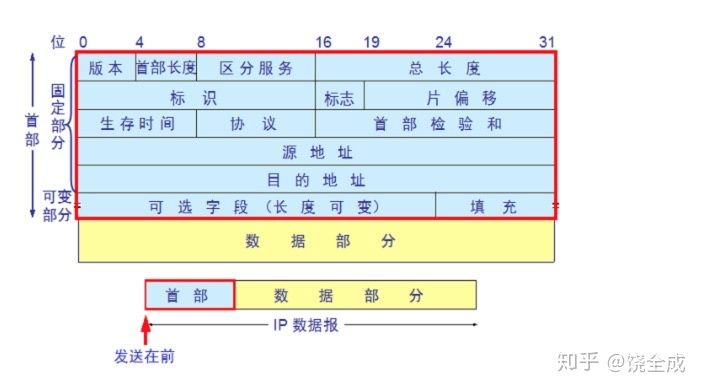 位 0 4 8 16 19 24 31
版本 首部长度 区分服务 总长度
标识 标志 片偏移
生存时间 协议 首部检验和
源地址
目的地址
可选字段（长度可变） 填充
数据部分
首部
固定部分
可变部分
首部 数据部分
IP 数据报
发送在前
知乎 @饶全成